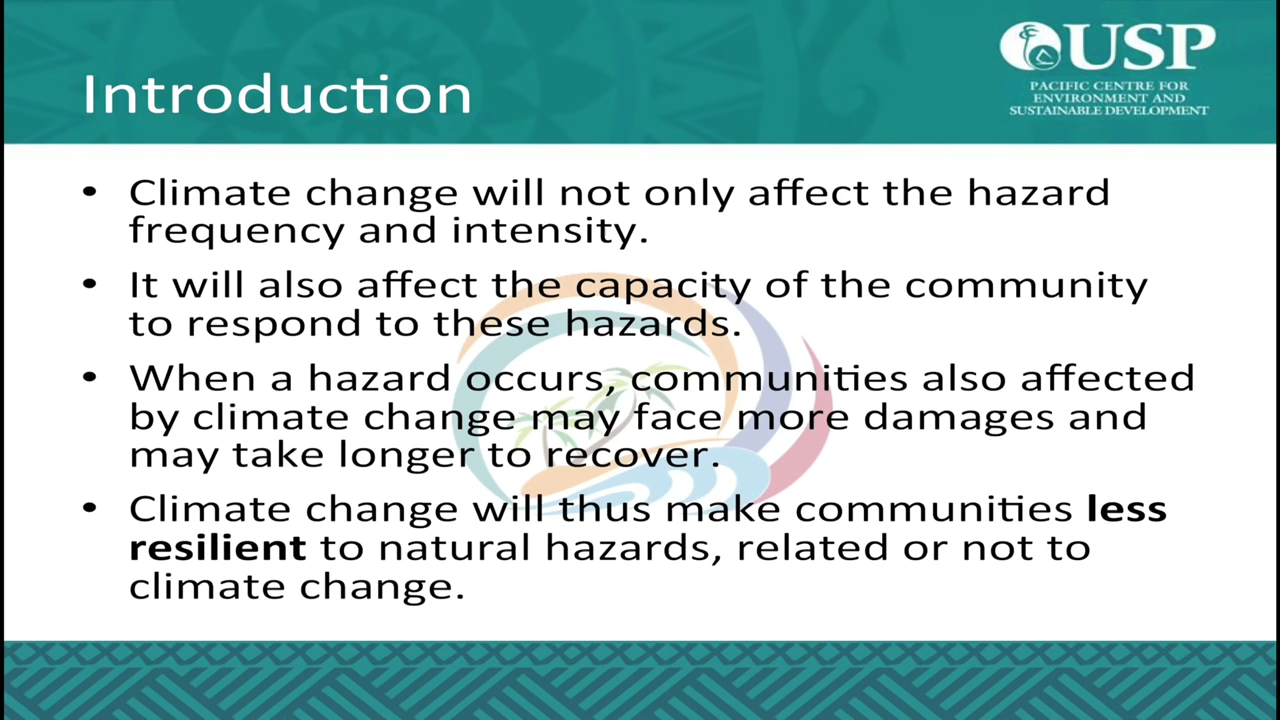 Introduction
USP
PACIFIC CENTRE FOR
ENVIRONMENT AND
SUSTAINABLE DEVELOPMENT
• Climate change will not only affect the hazard
frequency and intensity.
• It will also affect the capacity of the community
to respond to these hazards.
• When a hazard occurs, communities also affected
by climate change may face more damages and
may take longer to recover.
• Climate change will thus make communities less
resilient to natural hazards, related or not to
climate change.